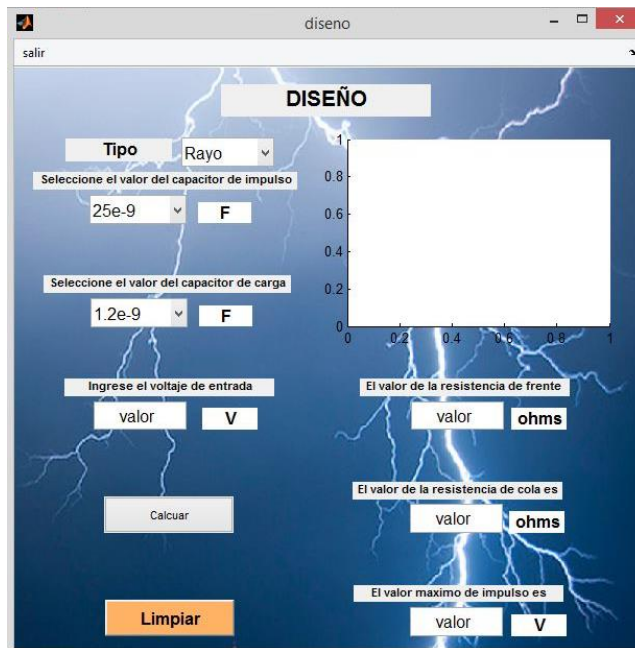 diseno
salir
DISEÑO
Tipo
Rayo
Seleccione el valor del capacitor de impulso
25e-9
F
Seleccione el valor del capacitor de carga
1.2e-9
F
Ingrese el voltaje de entrada
valor
V
Calcuar
Limpiar
1
0.8
0.6
0.4
0.2
0
0 0.2 0.4 0.6 0.8 1
El valor de la resistencia de frente
valor
ohms
El valor de la resistencia de cola es
valor
ohms
El valor maximo de impulso es
valor
V